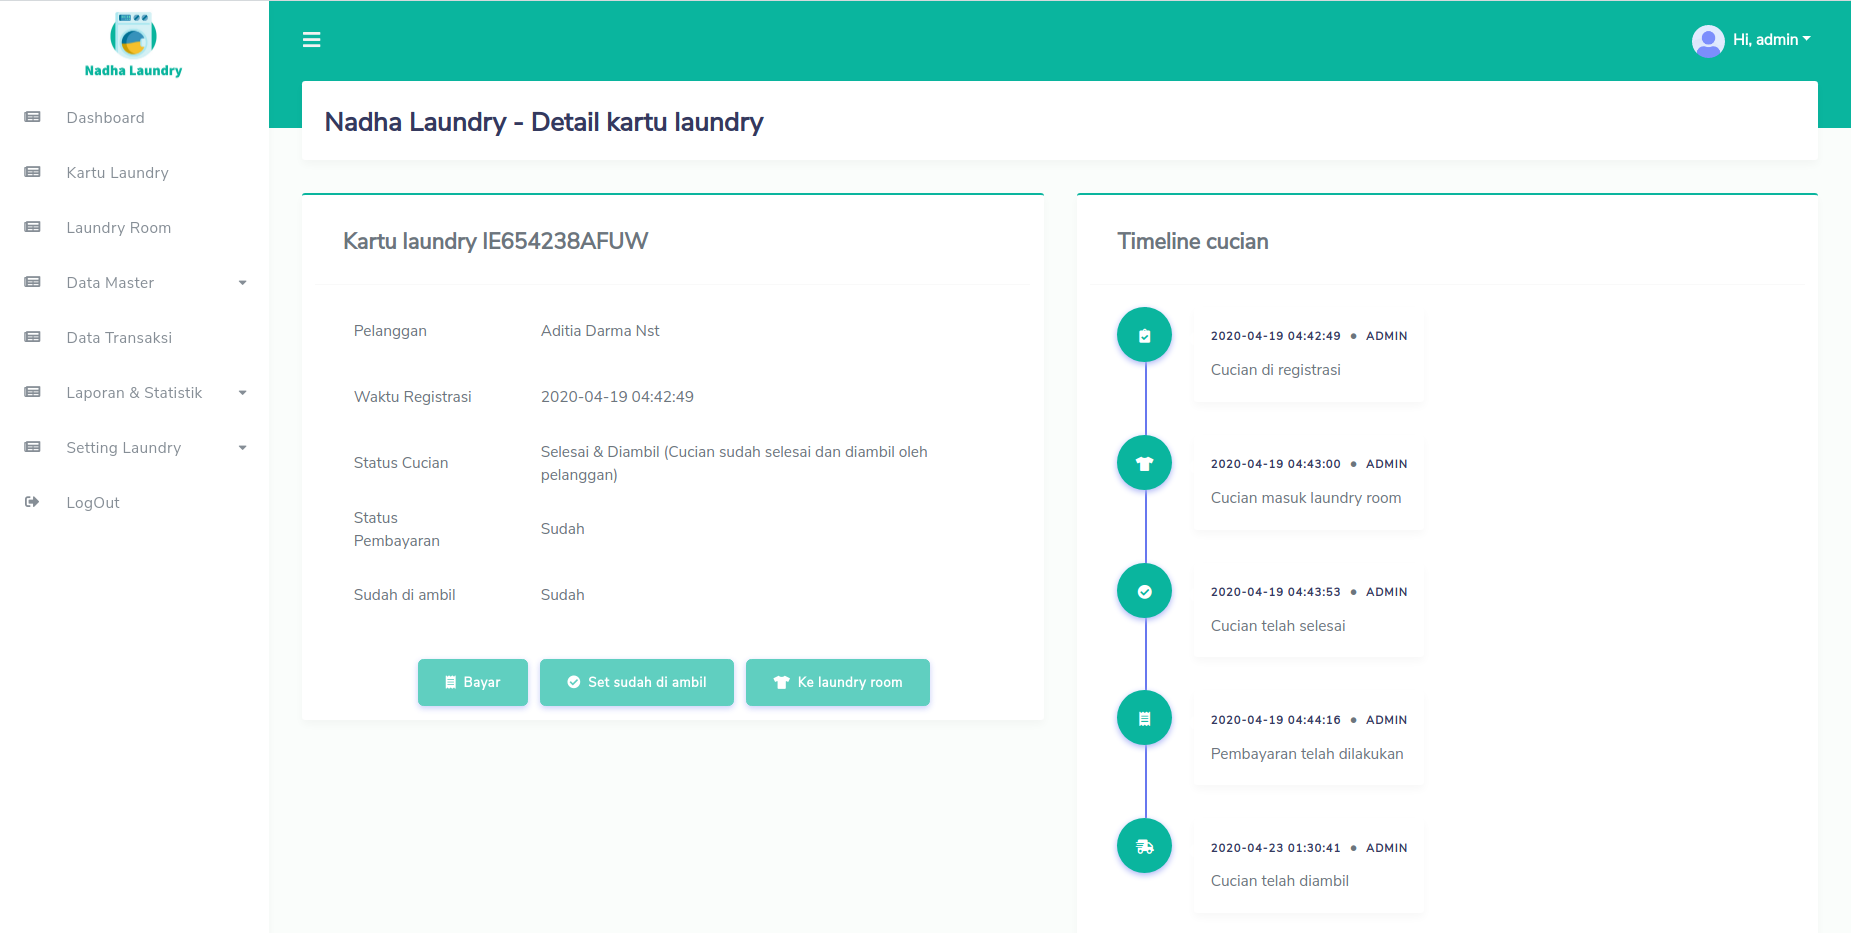 Nadha Laundry
Dashboard
Kartu Laundry
Laundry Room
Data Master
Data Transaksi
Laporan & Statistik
Setting Laundry
LogOut
Hi, admin
Nadha Laundry - Detail kartu laundry
Kartu laundry IE654238AFUW
Pelanggan Aditia Darma Nst
Waktu Registrasi 2020-04-19 04:42:49
Status Cucian Selesai & Diambil (Cucian sudah selesai dan diambil oleh
pelanggan)
Status
Pembayaran Sudah
Sudah di ambil Sudah
Bayar Set sudah di ambil Ke laundry room
Timeline cucian
2020-04-19 04:42:49 ● ADMIN
Cucian di registrasi
2020-04-19 04:43:00 ● ADMIN
Cucian masuk laundry room
2020-04-19 04:43:53 ● ADMIN
Cucian telah selesai
2020-04-19 04:44:16 ● ADMIN
Pembayaran telah dilakukan
2020-04-23 01:30:41 ● ADMIN
Cucian telah diambil